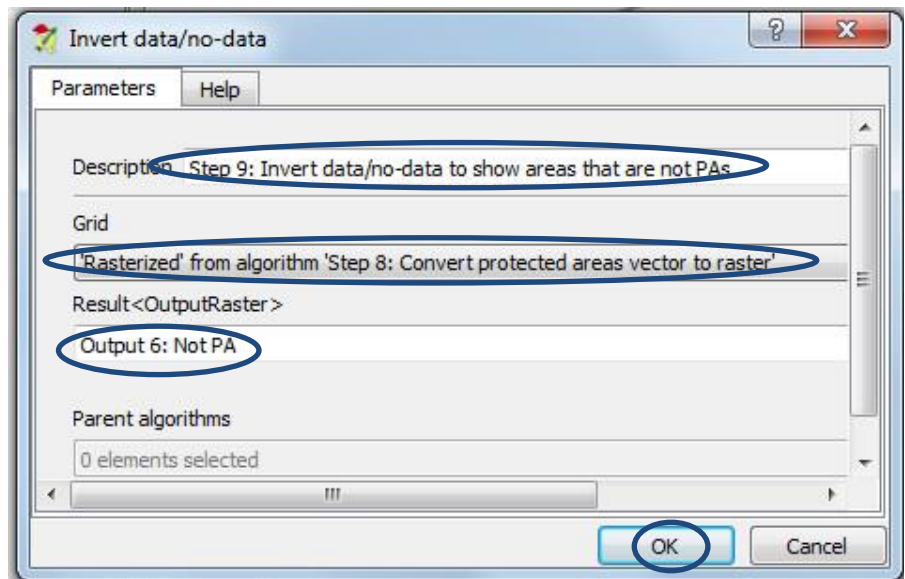 Invert data/no-data
Parameters Help
Description Step 9: Invert data/no-data to show areas that are not PAs
Grid
'Rasterized' from algorithm 'Step 8: Convert protected areas vector to raster'
Result<OutputRaster>
Output 6: Not PA
Parent algorithms
0 elements selected
OK Cancel